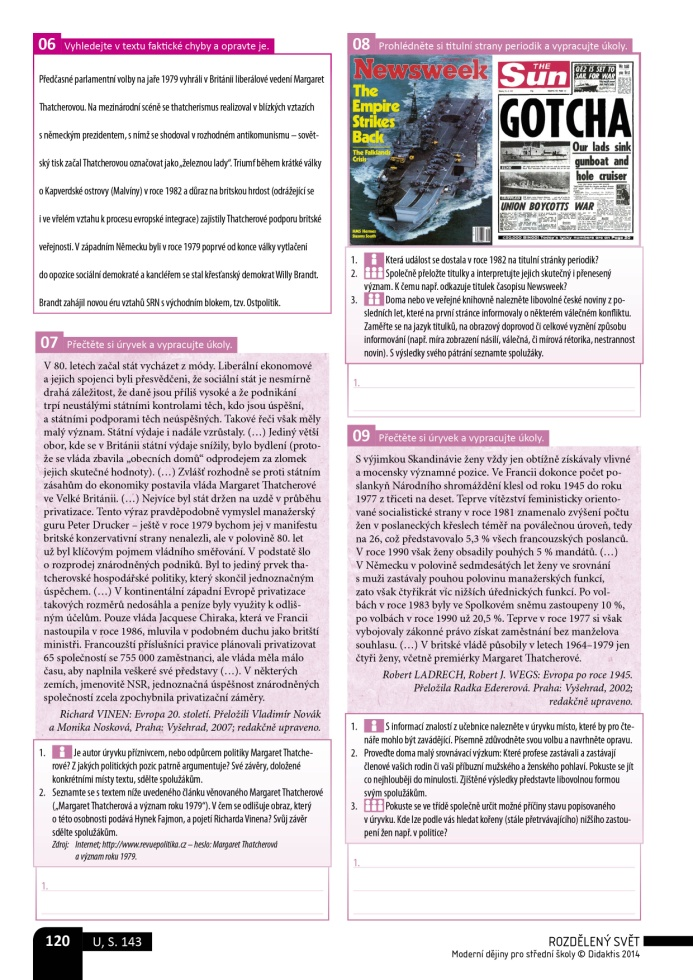 06 Vyhledejte v textu faktické chyby a opravte je.
Předčasné parlamentní volby na jaře 1979 vyhráli v Británii liberálové vedení Margaret
Thatcherovou. Na mezinárodní scéně se thatcherismus realizoval v blízkých vztazích
s německým prezidentem, s nímž se shodoval v rozhodném antikomunismu – sovět-
ský tisk začal Thatcherovou označovat jako „železnou lady“. Triumf během krátké války
o Kapverdské ostrovy (Malvíny) v roce 1982 a důraz na britskou hrdost (odrážející se
i ve vřelém vztahu k procesu evropské integrace) zajistily Thatcherové podporu britské
veřejnosti. V západním Německu byli v roce 1979 poprvé od konce války vytlačeni
do opozice sociální demokraté a kancléřem se stal křesťanský demokrat Willy Brandt.
Brandt zahájil novou éru vztahů SRN s východním blokem, tzv. Ostpolitik.
07 Přečtěte si úryvek a vypracujte úkoly.
V 80. letech začal stát vycházet z módy. Liberální ekonomové
a jejich spojenci byli přesvědčeni, že sociální stát je nesmírně
drahá záležitost, že daně jsou příliš vysoké a že podnikání
trpí neustálými státními kontrolami těch, kdo jsou úspěšní,
a státními podporami těch neúspěšných. Takové řeči však měly
malý význam. Státní výdaje i nadále vzrůstaly. (…) Jediný větší
obor, kde se v Británii státní výdaje snížily, bylo bydlení (proto-
že se vláda zbavila „obecních domů“ odprodejem za zlomek
jejich skutečné hodnoty). (…) Zvlášť rozhodně se proti státním
zásahům do ekonomiky postavila vláda Margaret Thatcherové
ve Velké Británii. (…) Nejvíce byl stát držen na uzdě v průběhu
privatizace. Tento výraz pravděpodobně vymyslel manažerský
guru Peter Drucker – ještě v roce 1979 bychom jej v manifestu
britské konzervativní strany nenalezli, ale v polovině 80. let
už byl klíčovým pojmem vládního směřování. V podstatě šlo
o rozprodej znárodněných podniků. Byl to jediný prvek tha-
tcherovské hospodářské politiky, který skončil jednoznačným
úspěchem. (…) V kontinentální západní Evropě privatizace
takových rozměrů nedosáhla a peníze byly využity k odliš-
ným účelům. Pouze vláda Jacquese Chiraka, která ve Francii
nastoupila v roce 1986, mluvila v podobném duchu jako britští
ministři. Francouzští příslušníci pravice plánovali privatizovat
65 společností se 755 000 zaměstnanci, ale vláda měla málo
času, aby naplnila veškeré své představy (…). V některých
zemích, jmenovitě NSR, jednoznačná úspěšnost znárodněných
společností zcela zpochybnila privatizační záměry.
Richard VINEN: Evropa 20. století. Přeložili Vladimír Novák
a Monika Nosková, Praha: Vyšehrad, 2007; redakčně upraveno.
1. Je autor úryvku příznivcem, nebo odpůrcem politiky Margaret Thatche-
rové? Z jakých politických pozic patrně argumentuje? Své závěry, doložené
konkrétními místy textu, sdělte spolužákům.
2. Seznamte se s textem níže uvedeného článku věnovaného Margaret Thatcherové
(„Margaret Thatcherová a význam roku 1979“). V čem se odlišuje obraz, který
o této osobnosti podává Hynek Fajmon, a pojetí Richarda Vinena? Svůj závěr
sdělte spolužákům.
Zdroj: Internet; http://www.revuepolitika.cz – heslo: Margaret Thatcherová
a význam roku 1979.
1.
08 Prohlédněte si titulní strany periodik a vypracujte úkoly.
Newsweek
The
Empire
Strikes
Back
The Falklands
Crisis
HMS Hermes
Steams South
THE
Sun
QE2 IS SET TO
SAIL FOR WAR
GOTCHA
Our lads sink
gunboat and
hole cruiser
UNION BOYCOTTS WAR
1. Která událost se dostala v roce 1982 na titulní stránky periodik?
2. Společně přeložte titulky a interpretujte jejich skutečný i přenesený
význam. K čemu např. odkazuje titulek časopisu Newsweek?
3. Doma nebo ve veřejné knihovně nalezněte libovolné české noviny z po-
sledních let, které na první stránce informovaly o některém válečném konfliktu.
Zaměřte se na jazyk titulků, na obrazový doprovod či celkové vyznění způsobu
informování (např. míra zobrazení násilí, válečná, či mírová rétorika, nestrannost
novin). S výsledky svého pátrání seznamte spolužáky.
1.
09 Přečtěte si úryvek a vypracujte úkoly.
S výjimkou Skandinávie ženy vždy jen obtížně získávaly vlivné
a mocensky významné pozice. Ve Francii dokonce počet po-
slankyň Národního shromáždění klesl od roku 1945 do roku
1977 z třiceti na deset. Teprve vítězství feministicky oriento-
vané socialistické strany v roce 1981 znamenalo zvýšení počtu
žen v poslaneckých křeslech téměř na poválečnou úroveň, tedy
na 26, což představovalo 5,3 % všech francouzských poslanců.
V roce 1990 však ženy obsadily pouhých 5 % mandátů. (…)
V Německu v polovině sedmdesátých let ženy ve srovnání
s muži zastávaly pouhou polovinu manažerských funkcí,
zato však čtyřikrát víc nižších úřednických funkcí. Po vol-
bách v roce 1983 byly ve Spolkovém sněmu zastoupeny 10 %,
po volbách v roce 1990 už 20,5 %. Teprve v roce 1977 si však
vybojovaly zákonné právo získat zaměstnání bez manželova
souhlasu. (…) V britské vládě působily v letech 1964–1979 jen
čtyři ženy, včetně premiérky Margaret Thatcherové.
Robert LADRECH, Robert J. WEGS: Evropa po roce 1945.
Přeložila Radka Edererová. Praha: Vyšehrad, 2002;
redakčně upraveno.
1. S informací znalostí z učebnice nalezněte v úryvku místo, které by pro čte-
náře mohlo být zavádějící. Písemně zdůvodněte svou volbu a navrhněte opravu.
2. Proveďte doma malý srovnávací výzkum: Které profese zastávali a zastávají
členové vašich rodin či vaší příbuzní mužského a ženského pohlaví. Pokuste se jít
co nejhlouběji do minulosti. Zjištěné výsledky představte libovolnou formou
svým spolužákům.
3. Pokuste se ve třídě společně určit možné příčiny stavu popisovaného
v úryvku. Kde lze podle vás hledat kořeny (stále přetrvávajícího) nižšího zastou-
pení žen např. v politice?
1.
120 U, S. 143
ROZDĚLENÝ SVĚT
Moderní dějiny pro střední školy © Didaktis 2014